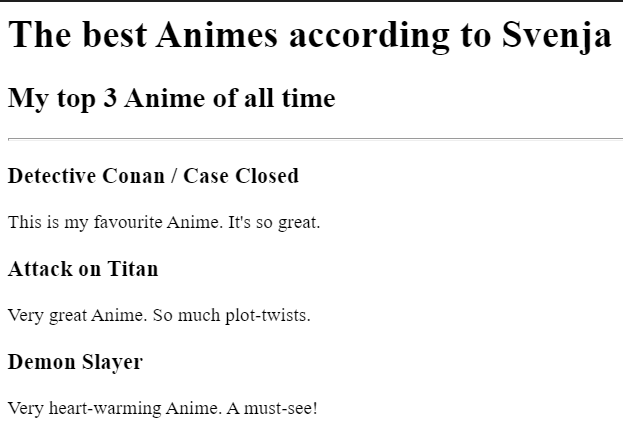 The best Animes according to Svenja
My top 3 Anime of all time
Detective Conan / Case Closed
This is my favourite Anime. It's so great.
Attack on Titan
Very great Anime. So much plot-twists.
Demon Slayer
Very heart-warming Anime. A must-see!